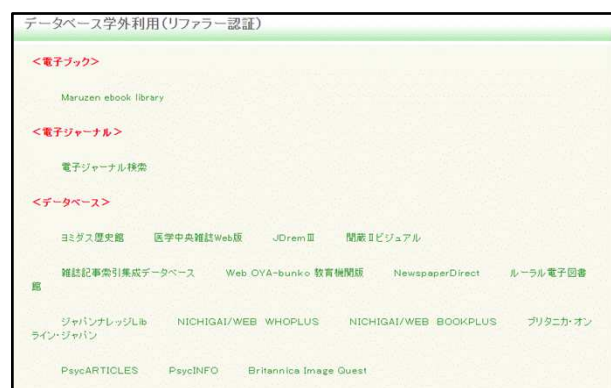 データベース学外利用(リファラー認証)
<電子ブック>
Maruzen ebook library
<電子ジャーナル>
電子ジャーナル検索
<データベース>
ヨミダス歴史館 医学中央雑誌Web版 JDremⅢ 聞蔵Ⅱビジュアル
雑誌記事索引集成データベース Web OYA-bunko 教育機関版 NewspaperDirect ルーラル電子図書
館
ジャパンナレッジLib NICHIGAI/WEB WHOPLUS NICHIGAI/WEB BOOKPLUS ブリタニカ・オン
ライン・ジャパン
PsycARTICLES PsycINFO Britannica Image Quest